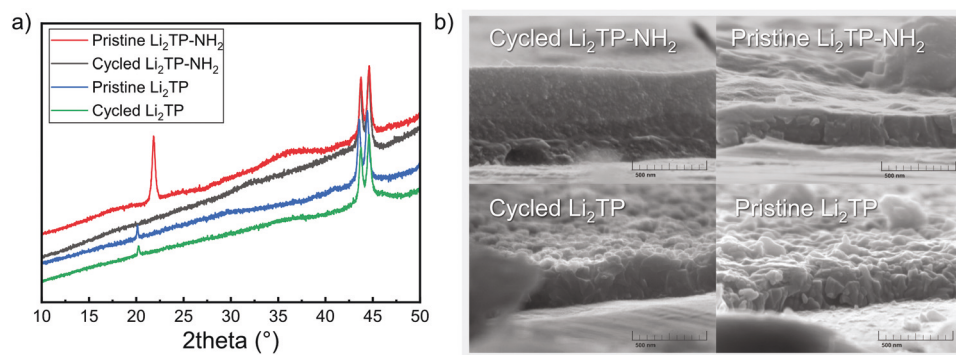 a)
Pristine Li₂TP-NH₂
Cycled Li₂TP-NH₂
Pristine Li₂TP
Cycled Li₂TP
10 15 20 25 30 35 40 45 50
2theta (°)
b)
Cycled Li₂TP-NH₂
Pristine Li₂TP-NH₂
500 nm
500 nm
Cycled Li₂TP
Pristine Li₂TP
500 nm
500 nm